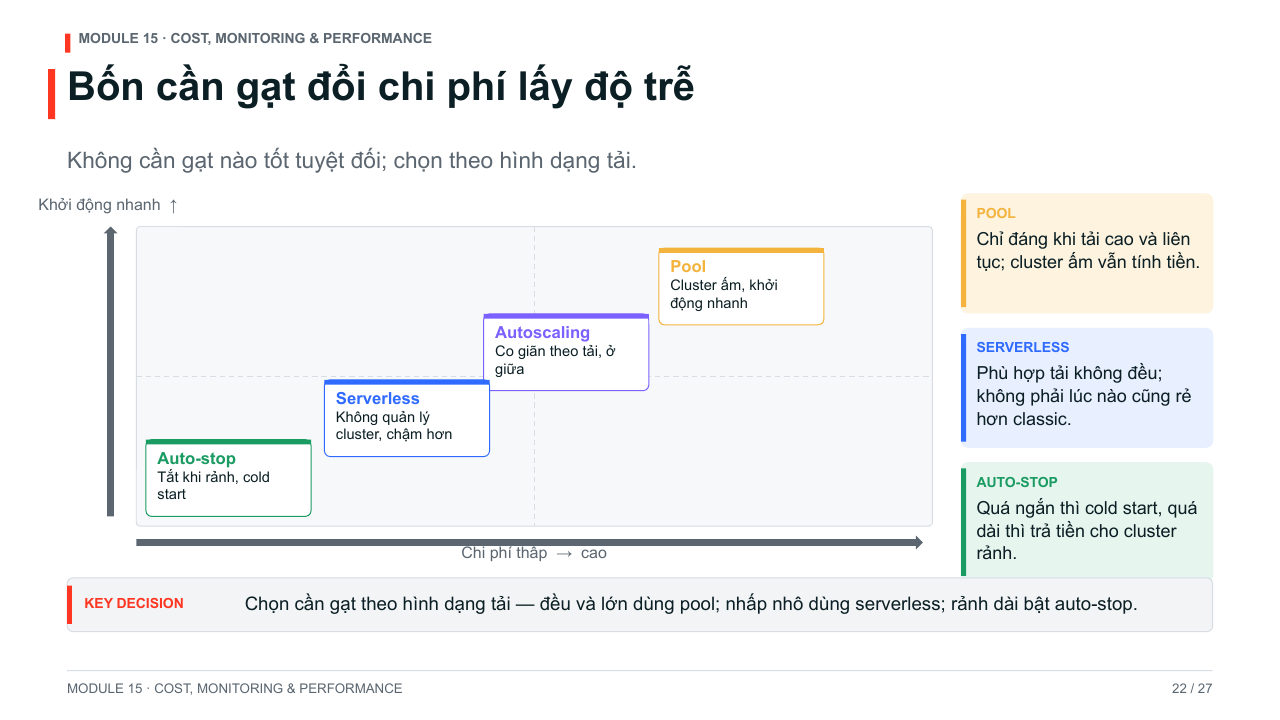 MODULE 15 · COST, MONITORING & PERFORMANCE
Bốn cần gạt đổi chi phí lấy độ trễ
Không cần gạt nào tốt tuyệt đối; chọn theo hình dạng tải.
Khởi động nhanh ↑
Pool
Cluster ấm, khởi
động nhanh
Autoscaling
Co giãn theo tải, ở
giữa
Serverless
Không quản lý
cluster, chậm hơn
Auto-stop
Tắt khi rảnh, cold
start
Chi phí thấp → cao
POOL
Chỉ đáng khi tải cao và liên
tục; cluster ấm vẫn tính tiền.
SERVERLESS
Phù hợp tải không đều;
không phải lúc nào cũng rẻ
hơn classic.
AUTO-STOP
Quá ngắn thì cold start, quá
dài thì trả tiền cho cluster
rảnh.
KEY DECISION
Chọn cần gạt theo hình dạng tải — đều và lớn dùng pool; nhấp nhô dùng serverless; rảnh dài bật auto-stop.
MODULE 15 · COST, MONITORING & PERFORMANCE
22 / 27